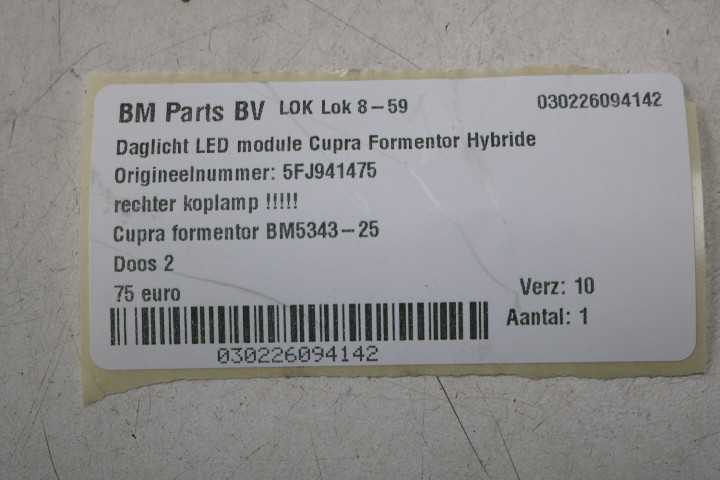 BM Parts BV LOK Lok 8-59 030226094142
Daglicht LED module Cupra Formentor Hybride
Origineelnummer: 5FJ941475
rechter koplamp !!!!!
Cupra formentor BM5343-25
Doos 2
75 euro Verz: 10
Aantal: 1
030226094142